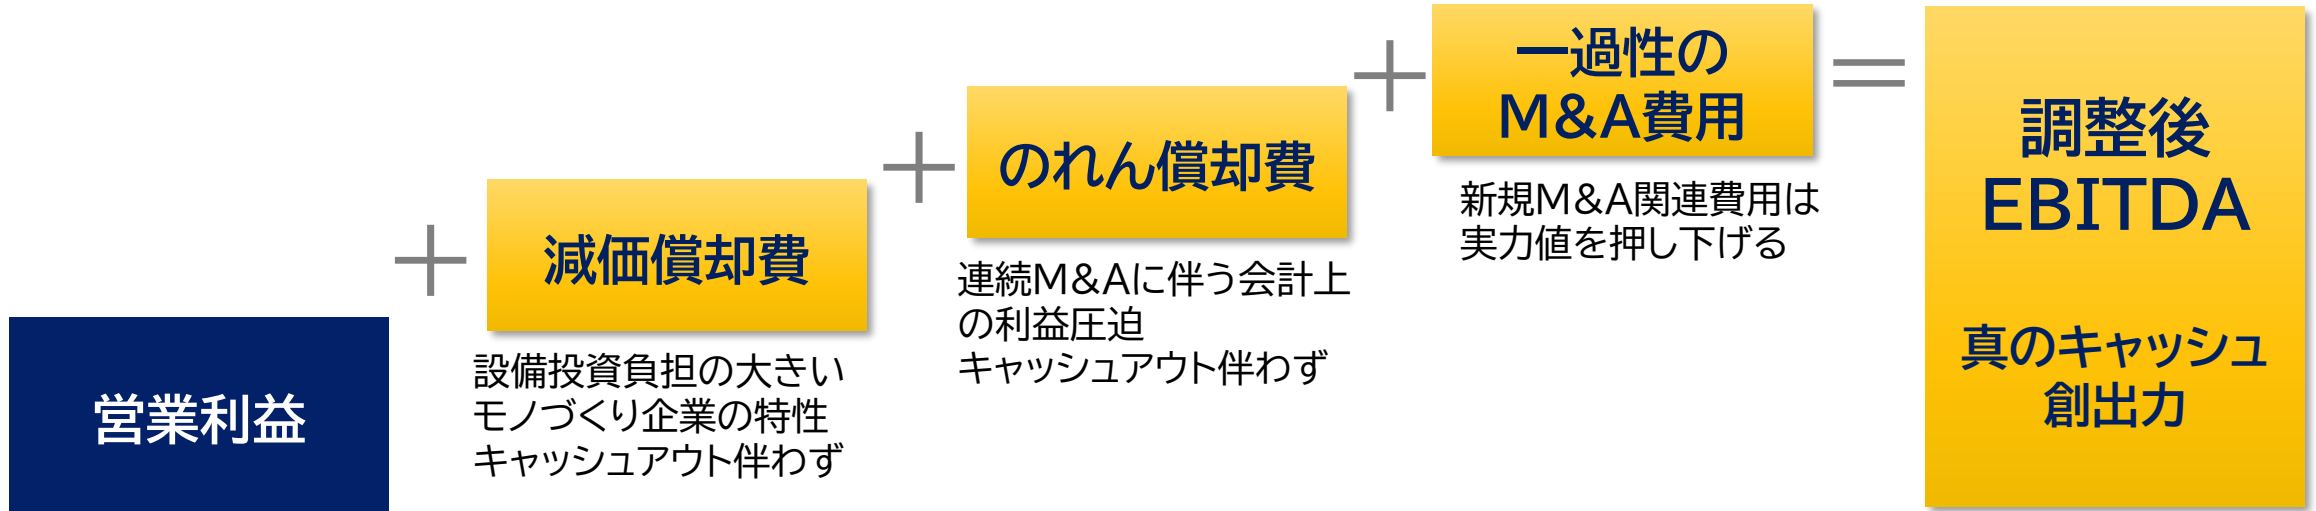 営業利益
＋
減価償却費
設備投資負担の大きい
モノづくり企業の特性
キャッシュアウト伴わず
＋
のれん償却費
連続M&Aに伴う会計上
の利益圧迫
キャッシュアウト伴わず
＋
一過性の
M&A費用
新規M&A関連費用は
実力値を押し下げる
＝
調整後
EBITDA
真のキャッシュ
創出力